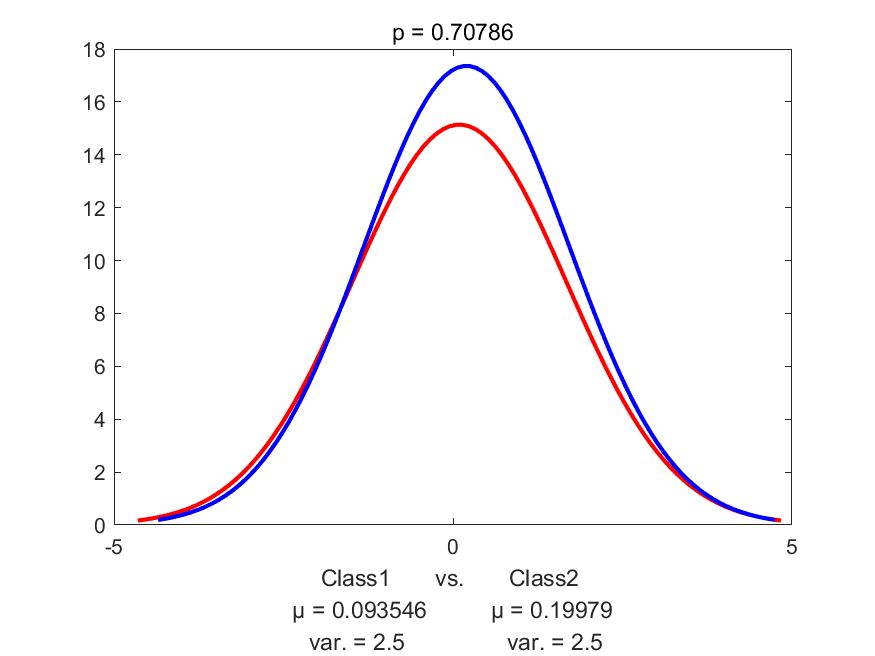 p = 0.70786
18
16
14
12
10
8
6
4
2
0
-5 0 5
Class1 vs. Class2
μ = 0.093546 μ = 0.19979
var. = 2.5 var. = 2.5